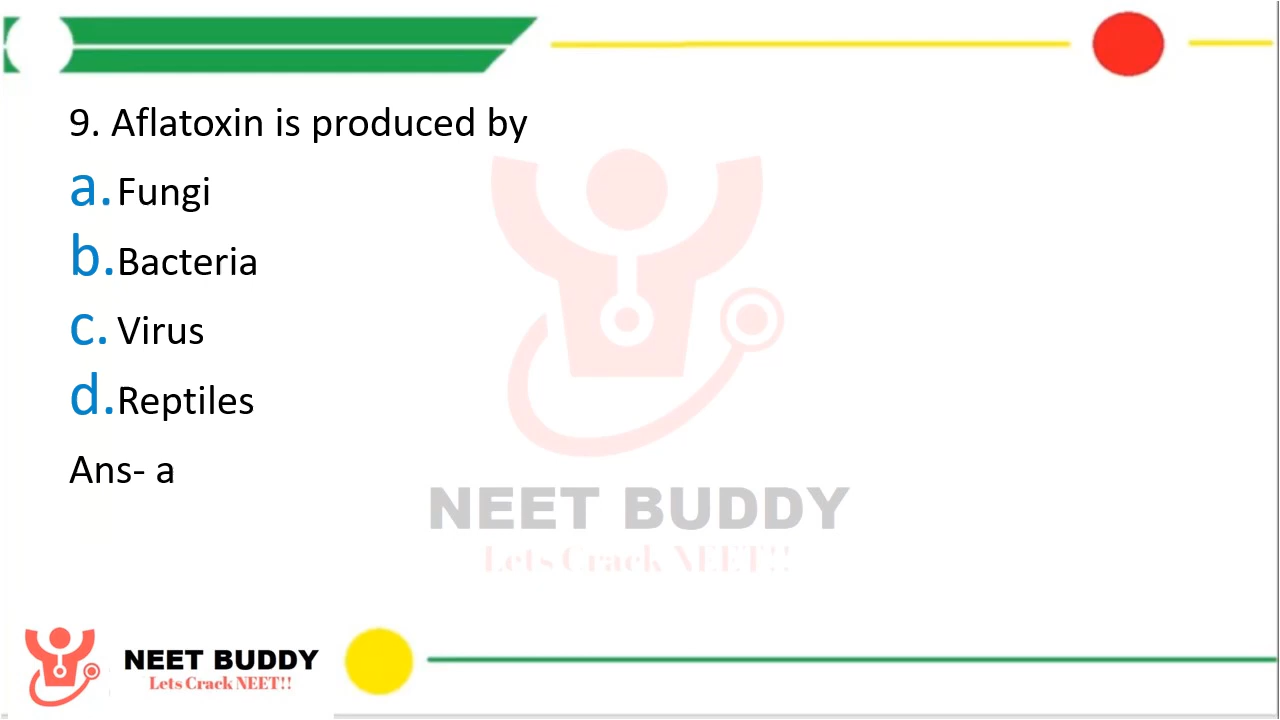 9. Aflatoxin is produced by
a. Fungi
b. Bacteria
c. Virus
d. Reptiles
Ans- a
NEET BUDDY
Lets Crack NEET!!
NEET BUDDY
Lets Crack NEET!!